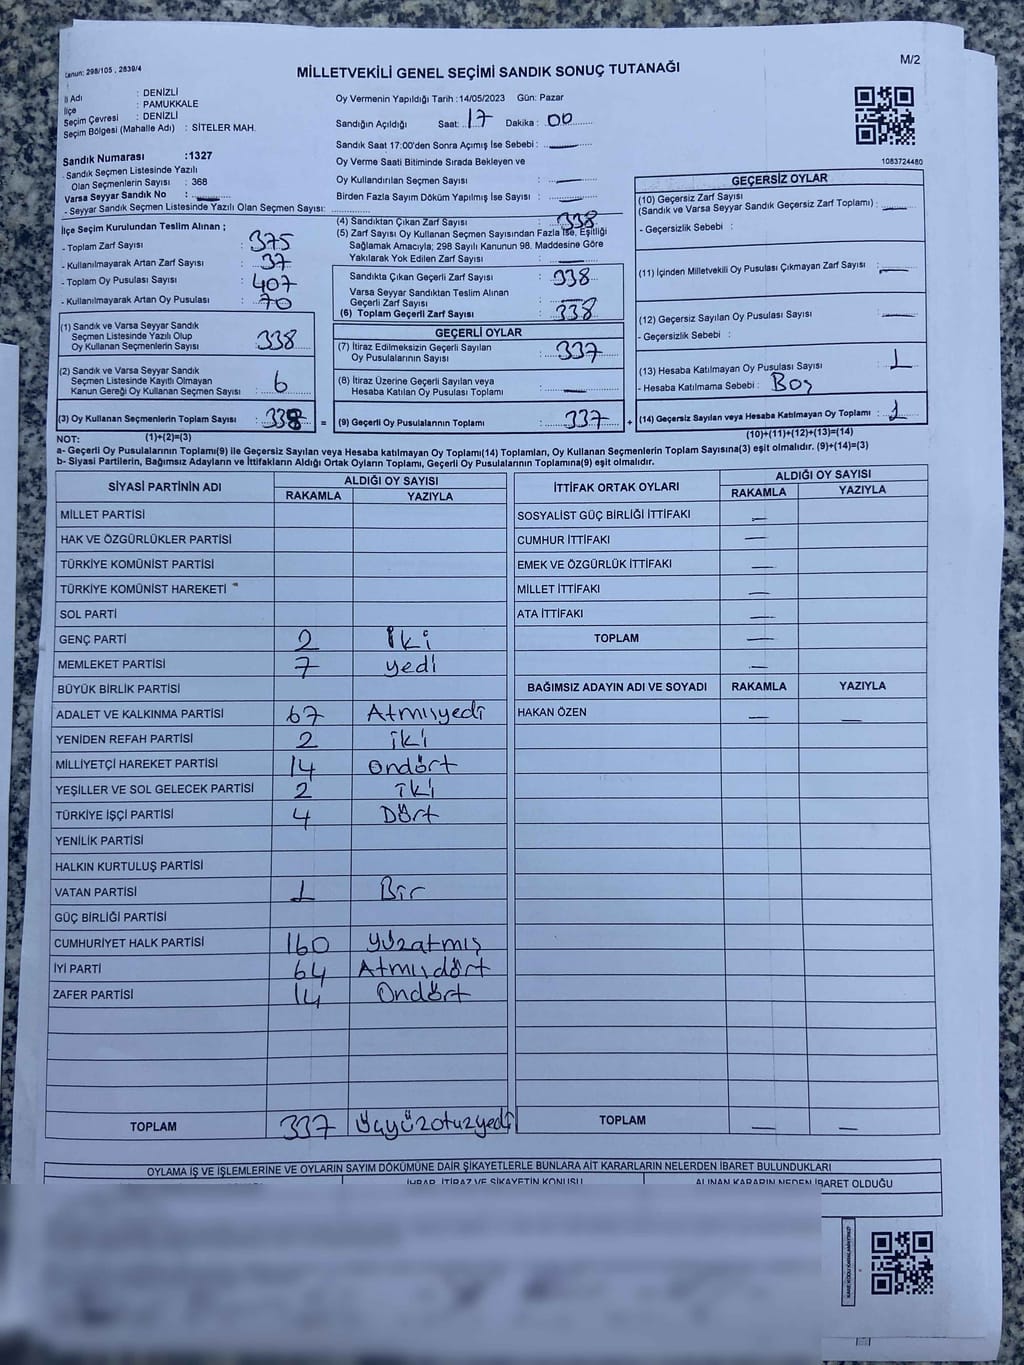 Kanun: 298/105 , 2839/4
M/2
MİLLETVEKİLİ GENEL SEÇİMİ SANDIK SONUÇ TUTANAĞI
İl Adı : DENİZLİ
İlçe : PAMUKKALE
Seçim Çevresi : DENİZLİ
Seçim Bölgesi (Mahalle Adı) : SİTELER MAH.
Sandık Numarası :1327
Sandık Seçmen Listesinde Yazılı
Olan Seçmenlerin Sayısı : 368
Varsa Seyyar Sandık No : —
- Seyyar Sandık Seçmen Listesinde Yazılı Olan Seçmen Sayısı: ............
Oy Vermenin Yapıldığı Tarih :14/05/2023 Gün: Pazar
Sandığın Açıldığı Saat: 17 Dakika : 00
Sandık Saat 17:00'den Sonra Açımış İse Sebebi : —
Oy Verme Saati Bitiminde Sırada Bekleyen ve
Oy Kullandırılan Seçmen Sayısı : —
Birden Fazla Sayım Döküm Yapılmış İse Sayısı : —
1083724480
İlçe Seçim Kurulundan Teslim Alınan ;
- Toplam Zarf Sayısı : 375
- Kullanılmayarak Artan Zarf Sayısı : 37
- Toplam Oy Pusulası Sayısı : 407
- Kullanılmayarak Artan Oy Pusulası : 70
(1) Sandık ve Varsa Seyyar Sandık
Seçmen Listesinde Yazılı Olup
Oy Kullanan Seçmenlerin Sayısı : 338
(2) Sandık ve Varsa Seyyar Sandık
Seçmen Listesinde Kayıtlı Olmayan
Kanun Gereği Oy Kullanan Seçmen Sayısı : 6
(3) Oy Kullanan Seçmenlerin Toplam Sayısı : 338 =
(4) Sandıktan Çıkan Zarf Sayısı : 338
(5) Zarf Sayısı Oy Kullanan Seçmen Sayısından Fazla İse, Eşitliği
Sağlamak Amacıyla; 298 Sayılı Kanunun 98. Maddesine Göre
Yakılarak Yok Edilen Zarf Sayısı : —
Sandıkta Çıkan Geçerli Zarf Sayısı : 338
Varsa Seyyar Sandıktan Teslim Alınan
Geçerli Zarf Sayısı : —
(6) Toplam Geçerli Zarf Sayısı : 338
GEÇERLİ OYLAR
(7) İtiraz Edilmeksizin Geçerli Sayılan
Oy Pusulalarının Sayısı : 337
(8) İtiraz Üzerine Geçerli Sayılan veya
Hesaba Katılan Oy Pusulası Toplamı : —
(9) Geçerli Oy Pusulalarının Toplamı : 337 +
GEÇERSİZ OYLAR
(10) Geçersiz Zarf Sayısı
(Sandık ve Varsa Seyyar Sandık Geçersiz Zarf Toplamı) : —
- Geçersizlik Sebebi :
(11) İçinden Milletvekili Oy Pusulası Çıkmayan Zarf Sayısı : —
(12) Geçersiz Sayılan Oy Pusulası Sayısı : —
- Geçersizlik Sebebi :
(13) Hesaba Katılmayan Oy Pusulası Sayısı : 1
- Hesaba Katılmama Sebebi : Boş
(14) Geçersiz Sayılan veya Hesaba Katılmayan Oy Toplamı : 1
NOT: (1)+(2)=(3)
(10)+(11)+(12)+(13)=(14)
a- Geçerli Oy Pusulaları Toplamı(9) ile Geçersiz Sayılan veya Hesaba katılmayan Oy Toplamı(14) Toplamları, Oy Kullanan Seçmenlerin Toplam Sayısına(3) eşit olmalıdır. (9)+(14)=(3)
b- Siyasi Partilerin, Bağımsız Adayların ve İttifakların Aldığı Ortak Oyların Toplamı, Geçerli Oy Pusulalarının Toplamına(9) eşit olmalıdır.
SİYASİ PARTİNİN ADI ALDIĞI OY SAYISI
RAKAMLA YAZIYLA
MİLLET PARTİSİ
HAK VE ÖZGÜRLÜKLER PARTİSİ
TÜRKİYE KOMÜNİST PARTİSİ
TÜRKİYE KOMÜNİST HAREKETİ
SOL PARTİ
GENÇ PARTİ 2 İki
MEMLEKET PARTİSİ 7 yedi
BÜYÜK BİRLİK PARTİSİ
ADALET VE KALKINMA PARTİSİ 67 Atmışyedi
YENİDEN REFAH PARTİSİ 2 iki
MİLLİYETÇİ HAREKET PARTİSİ 14 ondört
YEŞİLLER VE SOL GELECEK PARTİSİ 2 iki
TÜRKİYE İŞÇİ PARTİSİ 4 Dört
YENİLİK PARTİSİ
HALKIN KURTULUŞ PARTİSİ
VATAN PARTİSİ 1 Bir
GÜÇ BİRLİĞİ PARTİSİ
CUMHURİYET HALK PARTİSİ 160 yüzatmış
İYİ PARTİ 64 Atmışdört
ZAFER PARTİSİ 14 Ondört
TOPLAM 337 Üçyüzotuzyedi
İTTİFAK ORTAK OYLARI ALDIĞI OY SAYISI
RAKAMLA YAZIYLA
SOSYALİST GÜÇ BİRLİĞİ İTTİFAKI —
CUMHUR İTTİFAKI —
EMEK VE ÖZGÜRLÜK İTTİFAKI —
MİLLET İTTİFAKI —
ATA İTTİFAKI —
TOPLAM —
—
BAĞIMSIZ ADAYIN ADI VE SOYADI RAKAMLA YAZIYLA
HAKAN ÖZEN — —
TOPLAM — —
OYLAMA İŞ VE İŞLEMLERİNE VE OYLARIN SAYIM DÖKÜMÜNE DAİR ŞİKAYETLERLE BUNLARA AİT KARARLARIN NELERDEN İBARET BULUNDUKLARI
İHBAR, İTİRAZ VE ŞİKAYETİN KONUSU ALINAN KARARIN NEDEN İBARET OLDUĞU